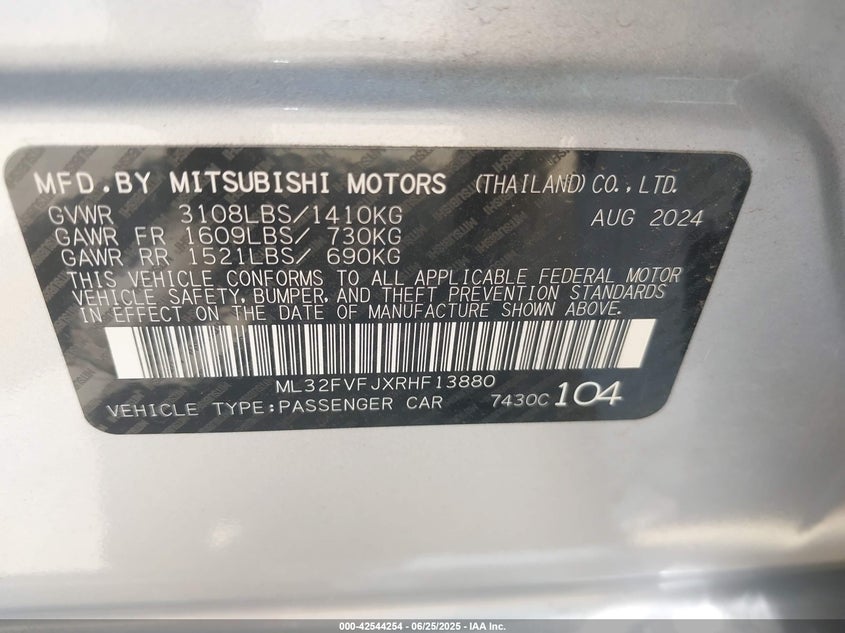 MFD.BY MITSUBISHI MOTORS (THAILAND) CO.,LTD.
GVWR 3108LBS/1410KG AUG 2024
GAWR FR 1609LBS/ 730KG
GAWR RR 1521LBS/ 690KG
THIS VEHICLE CONFORMS TO ALL APPLICABLE FEDERAL MOTOR
VEHICLE SAFETY, BUMPER, AND THEFT PREVENTION STANDARDS
IN EFFECT ON THE DATE OF MANUFACTURE SHOWN ABOVE.
ML32FVFJXRHF13880
VEHICLE TYPE:PASSENGER CAR 7430C 104
000-42544254 - 06/25/2025 - IAA Inc.